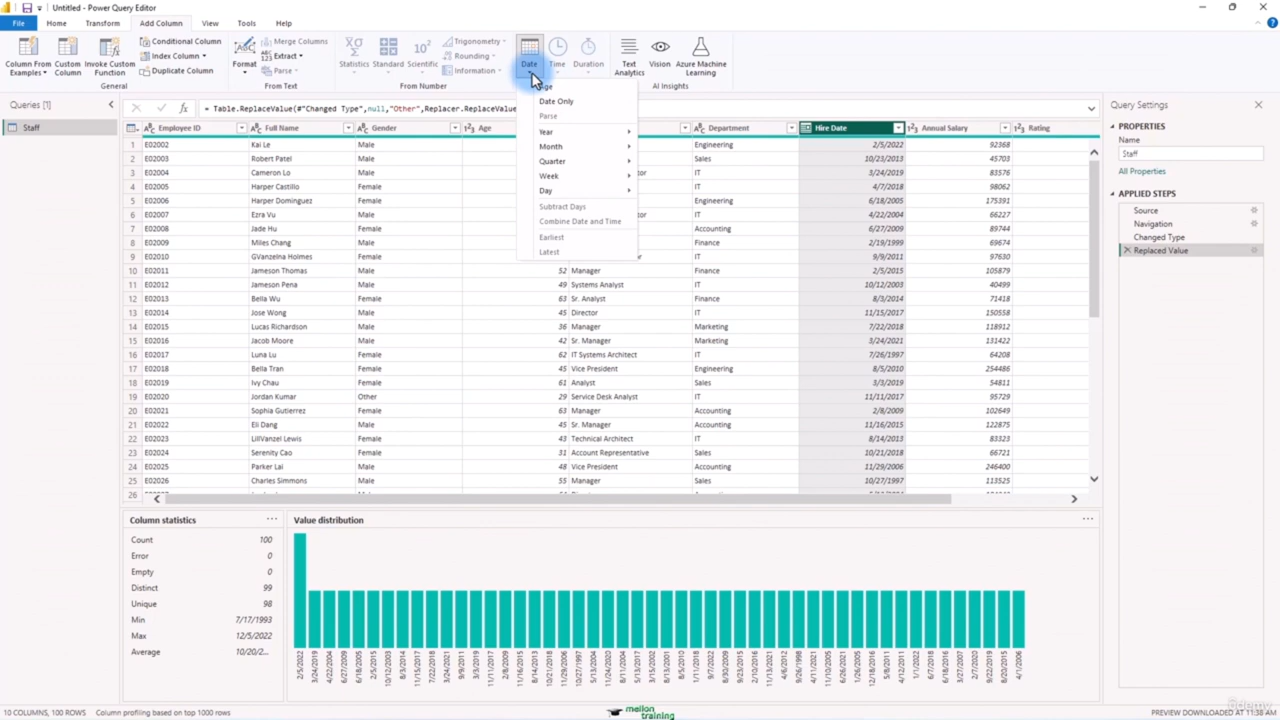 Untitled - Power Query Editor
File Home Transform Add Column View Tools Help
Column From Examples Custom Column Invoke Custom Function
Conditional Column
Index Column
Duplicate Column
General
Format
Merge Columns
Extract
Parse
From Text
Statistics Standard Scientific
Trigonometry
Rounding
Information
From Number
Date Time Duration
Text Analytics Vision Azure Machine Learning
AI Insights
Date Only
Parse
Year
Month
Quarter
Week
Day
Subtract Days
Combine Date and Time
Earliest
Latest
Queries [1]
Staff
= Table.ReplaceValue(#"Changed Type",null,"Other",Replacer.ReplaceValue
Employee ID Full Name Gender Age Department Hire Date Annual Salary Rating
1 E02002 Kai Le Male Engineering 2/5/2022 92368
2 E02003 Robert Patel Male Sales 10/23/2013 45703
3 E02004 Cameron Lo Male IT 3/24/2019 83576
4 E02005 Harper Castillo Female IT 4/7/2018 98062
5 E02006 Harper Dominguez Female Engineering 6/18/2005 175391
6 E02007 Ezra Vu Male IT 4/22/2004 66227
7 E02008 Jade Hu Female Accounting 6/27/2009 89744
8 E02009 Miles Chang Male Finance 2/19/1999 69674
9 E02010 GVanzelna Holmes Female IT 9/9/2011 97630
10 E02011 Jameson Thomas Male 52 Manager Finance 2/5/2015 105879
11 E02012 Jameson Pena Male 49 Systems Analyst IT 10/12/2003 40499
12 E02013 Bella Wu Female 63 Sr. Analyst Finance 8/3/2014 71418
13 E02014 Jose Wong Male 45 Director IT 11/15/2017 150558
14 E02015 Lucas Richardson Male 36 Manager Marketing 7/22/2018 118912
15 E02016 Jacob Moore Male 42 Sr. Manager Marketing 3/24/2021 131422
16 E02017 Luna Lu Female 62 IT Systems Architect IT 7/26/1997 64208
17 E02018 Bella Tran Female 45 Vice President Engineering 8/5/2010 254486
18 E02019 Ivy Chau Female 61 Analyst Sales 3/3/2019 54811
19 E02020 Jordan Kumar Other 29 Service Desk Analyst IT 11/11/2017 95729
20 E02021 Sophia Gutierrez Female 63 Manager Accounting 2/8/2009 102649
21 E02022 Eli Dang Male 45 Sr. Manager Accounting 11/16/2015 122875
22 E02023 LillVanzel Lewis Female 43 Technical Architect IT 8/14/2013 83323
23 E02024 Serenity Cao Female 31 Account Representative Sales 10/21/2018 66721
24 E02025 Parker Lai Male 48 Vice President Accounting 11/29/2006 246400
25 E02026 Charles Simmons Male 55 Manager Sales 10/27/1997 113525
26
Query Settings
PROPERTIES
Name
Staff
All Properties
APPLIED STEPS
Source
Navigation
Changed Type
Replaced Value
Column statistics
Count 100
Error 0
Empty 0
Distinct 99
Unique 98
Min 7/17/1993
Max 12/5/2022
Average 10/20/2...
Value distribution
10 COLUMNS, 100 ROWS Column profiling based on top 1000 rows
mellon training
PREVIEW DOWNLOADED AT 11:38 AM
ûdemy